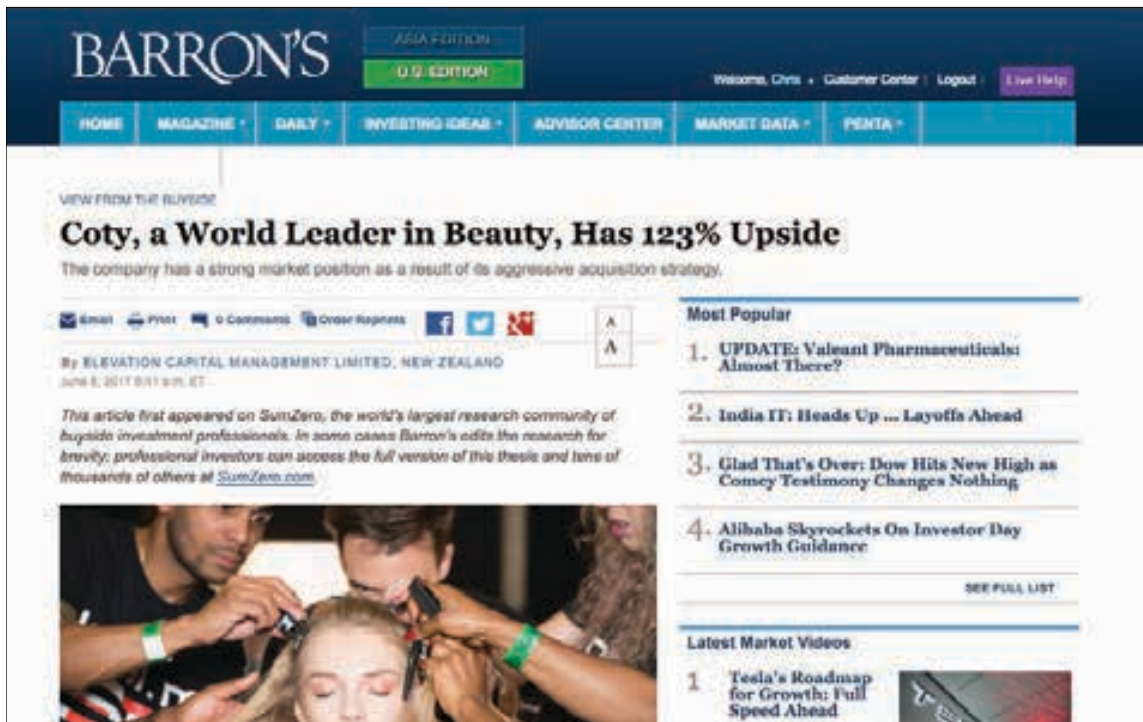 BARRON'S
ASIA EDITION
U.S. EDITION
Welcome, Chris Customer Center Logout Live Help
HOME MAGAZINE DAILY INVESTING IDEAS ADVISOR CENTER MARKET DATA PENTA
VIEW FROM THE BUYSIDE
Coty, a World Leader in Beauty, Has 123% Upside
The company has a strong market position as a result of its aggressive acquisition strategy.
Email Print 0 Comments Order Reprints
A
A
By ELEVATION CAPITAL MANAGEMENT LIMITED, NEW ZEALAND
This article first appeared on SumZero, the world's largest research community of
buyside investment professionals. In some cases Barron's edits the research for
brevity; professional investors can access the full version of this thesis and tens of
thousands of others at SumZero.com.
Most Popular
1. UPDATE: Valeant Pharmaceuticals:
Almost There?
2. India IT: Heads Up ... Layoffs Ahead
3. Glad That's Over: Dow Hits New High as
Comey Testimony Changes Nothing
4. Alibaba Skyrockets On Investor Day
Growth Guidance
SEE FULL LIST
Latest Market Videos
1 Tesla's Roadmap
for Growth: Full
Speed Ahead